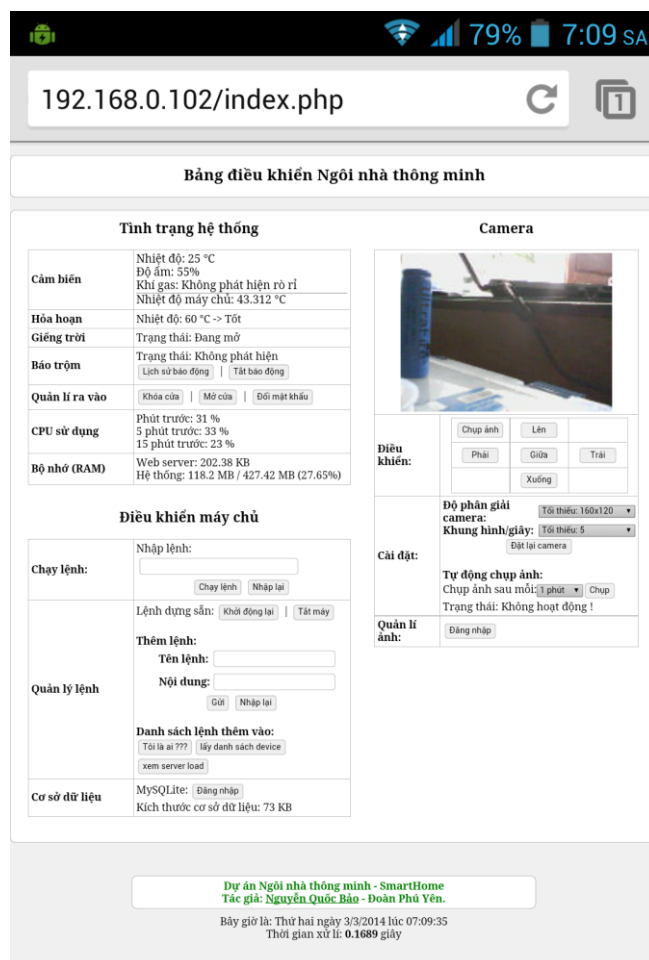 79% 7:09 SA
192.168.0.102/index.php
1
Bảng điều khiển Ngôi nhà thông minh
Tình trạng hệ thống
Cảm biến
Nhiệt độ: 25 °C
Độ ẩm: 55%
Khí gas: Không phát hiện rò rỉ
Nhiệt độ máy chủ: 43.312 °C
Hỏa hoạn
Nhiệt độ: 60 °C -> Tốt
Giếng trời
Trạng thái: Đang mở
Báo trộm
Trạng thái: Không phát hiện
Lịch sử báo động | Tắt báo động
Quản lí ra vào
Khóa cửa | Mở cửa | Đổi mật khẩu
CPU sử dụng
Phút trước: 31 %
5 phút trước: 33 %
15 phút trước: 23 %
Bộ nhớ (RAM)
Web server: 202.38 KB
Hệ thống: 118.2 MB / 427.42 MB (27.65%)
Điều khiển máy chủ
Chạy lệnh:
Nhập lệnh:
Chạy lệnh Nhập lại
Quản lý lệnh
Lệnh dựng sẵn: Khởi động lại | Tắt máy
Thêm lệnh:
Tên lệnh:
Nội dung:
Gửi Nhập lại
Danh sách lệnh thêm vào:
Tôi là ai ??? lấy danh sách device
xem server load
Cơ sở dữ liệu
MySQLite: Đăng nhập
Kích thước cơ sở dữ liệu: 73 KB
Camera
Điều
khiển:
Chụp ảnh Lên
Phải Giữa Trái
Xuống
Cài đặt:
Độ phân giải
camera: Tối thiểu: 160x120
Khung hình/giây: Tối thiểu: 5
Đặt lại camera
Tự động chụp ảnh:
Chụp ảnh sau mỗi: 1 phút Chụp
Trạng thái: Không hoạt động !
Quản lí
ảnh:
Đăng nhập
Dự án Ngôi nhà thông minh - SmartHome
Tác giả: Nguyễn Quốc Bảo - Đoàn Phú Yên.
Bây giờ là: Thứ hai ngày 3/3/2014 lúc 07:09:35
Thời gian xử lí: 0.1689 giây